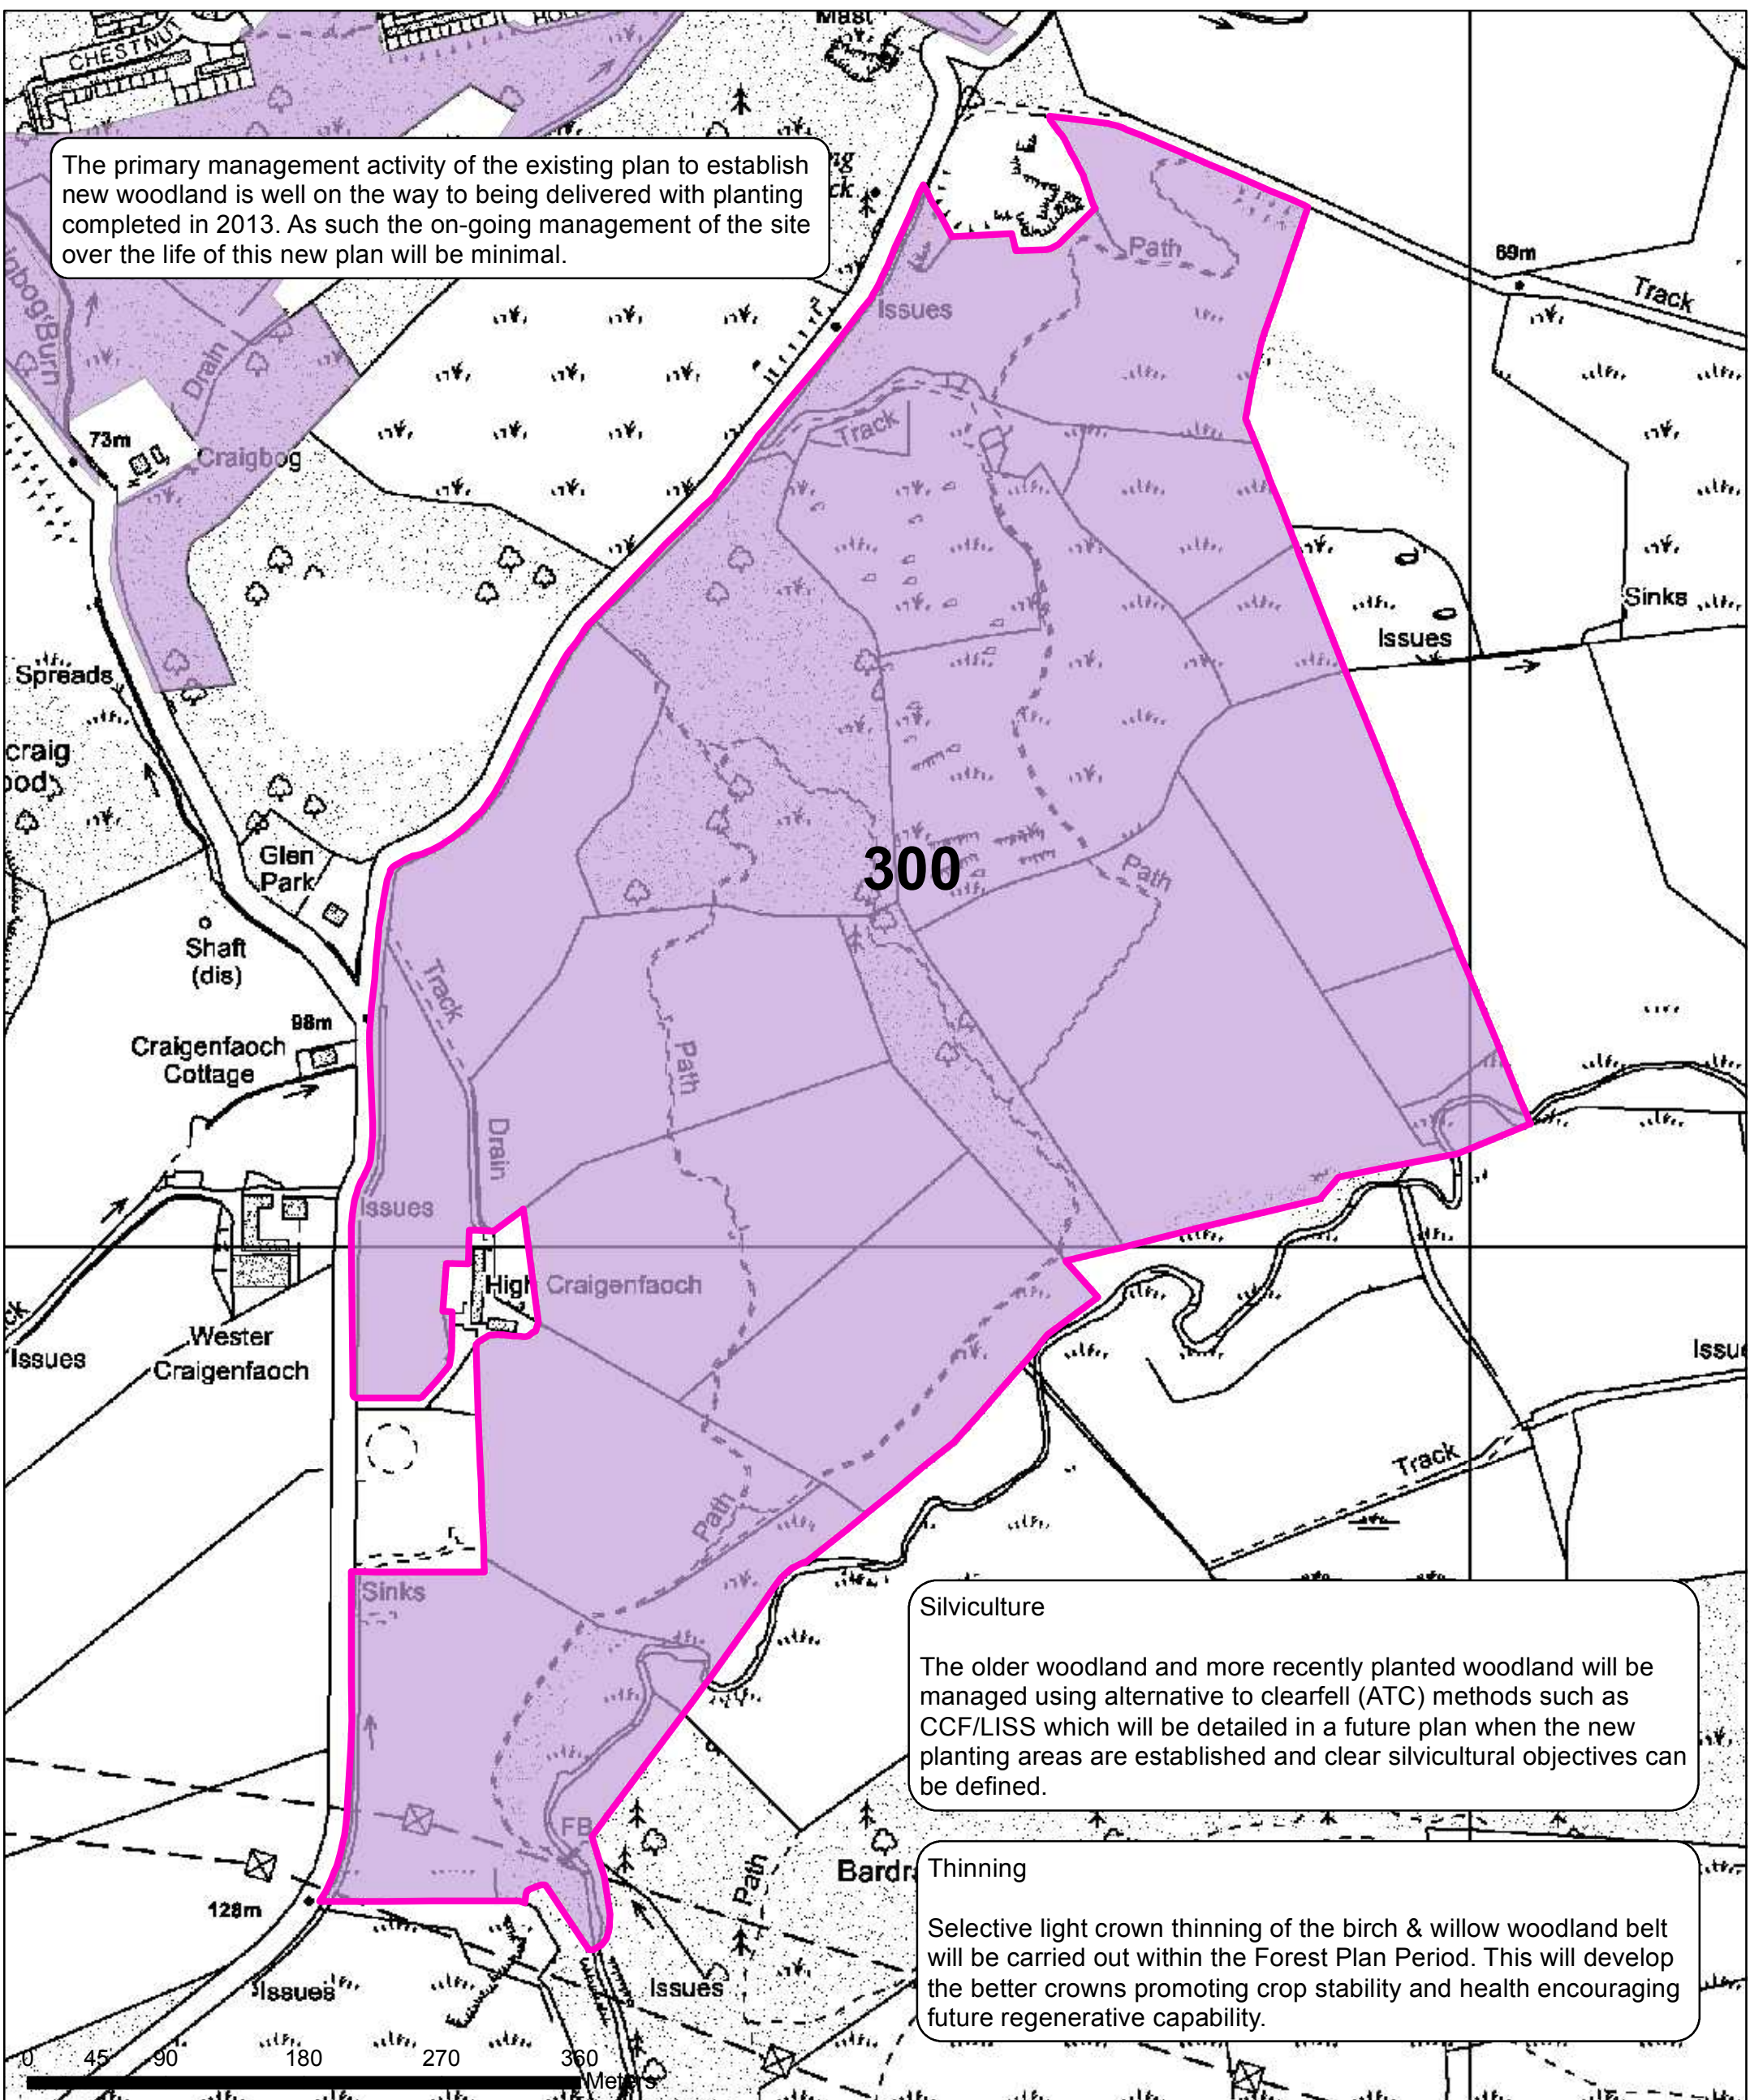 Mast
CHESTNUT
The primary management activity of the existing plan to establish
new woodland is well on the way to being delivered with planting
completed in 2013. As such the on-going management of the site
over the life of this new plan will be minimal.
Path
69m
Track
Issues
Burn
Drain
Track
73m
Craigbog
Sinks
Issues
Spreads
craig
300
Glen
Park
Path
Shaft
(dis)
Track
98m
Craigenfaoch
Cottage
Path
Drain
Issues
High Craigenfaoch
Wester
Craigenfaoch
Issues
Issu
Track
Path
Sinks
Silviculture
The older woodland and more recently planted woodland will be
managed using alternative to clearfell (ATC) methods such as
CCF/LISS which will be detailed in a future plan when the new
planting areas are established and clear silvicultural objectives can
be defined.
FB
Path
Bardr
128m
Thinning
Selective light crown thinning of the birch & willow woodland belt
will be carried out within the Forest Plan Period. This will develop
the better crowns promoting crop stability and health encouraging
future regenerative capability.
Issues
Issues
0 45 90 180 270 360
Meters